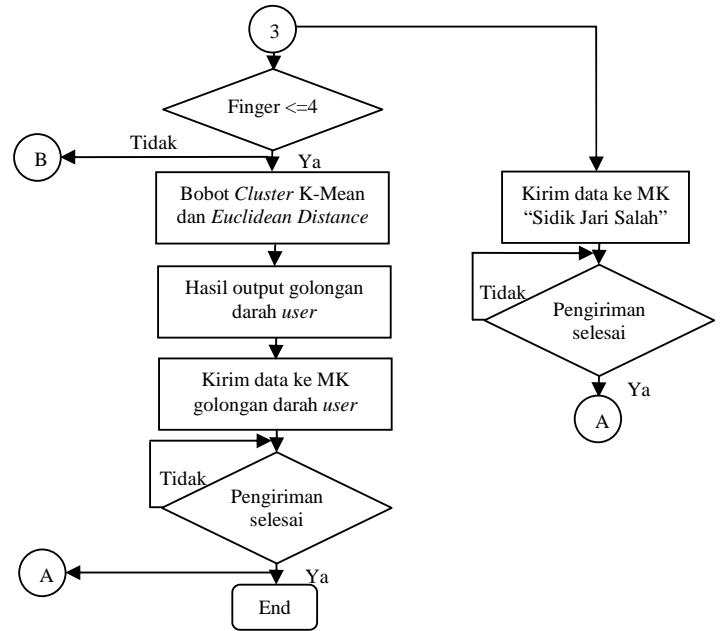 3
Finger <=4
Tidak
B
Ya
Bobot Cluster K-Mean
dan Euclidean Distance
Hasil output golongan
darah user
Kirim data ke MK
golongan darah user
Tidak
Pengiriman
selesai
A
Ya
End
Kirim data ke MK
“Sidik Jari Salah”
Tidak
Pengiriman
selesai
Ya
A